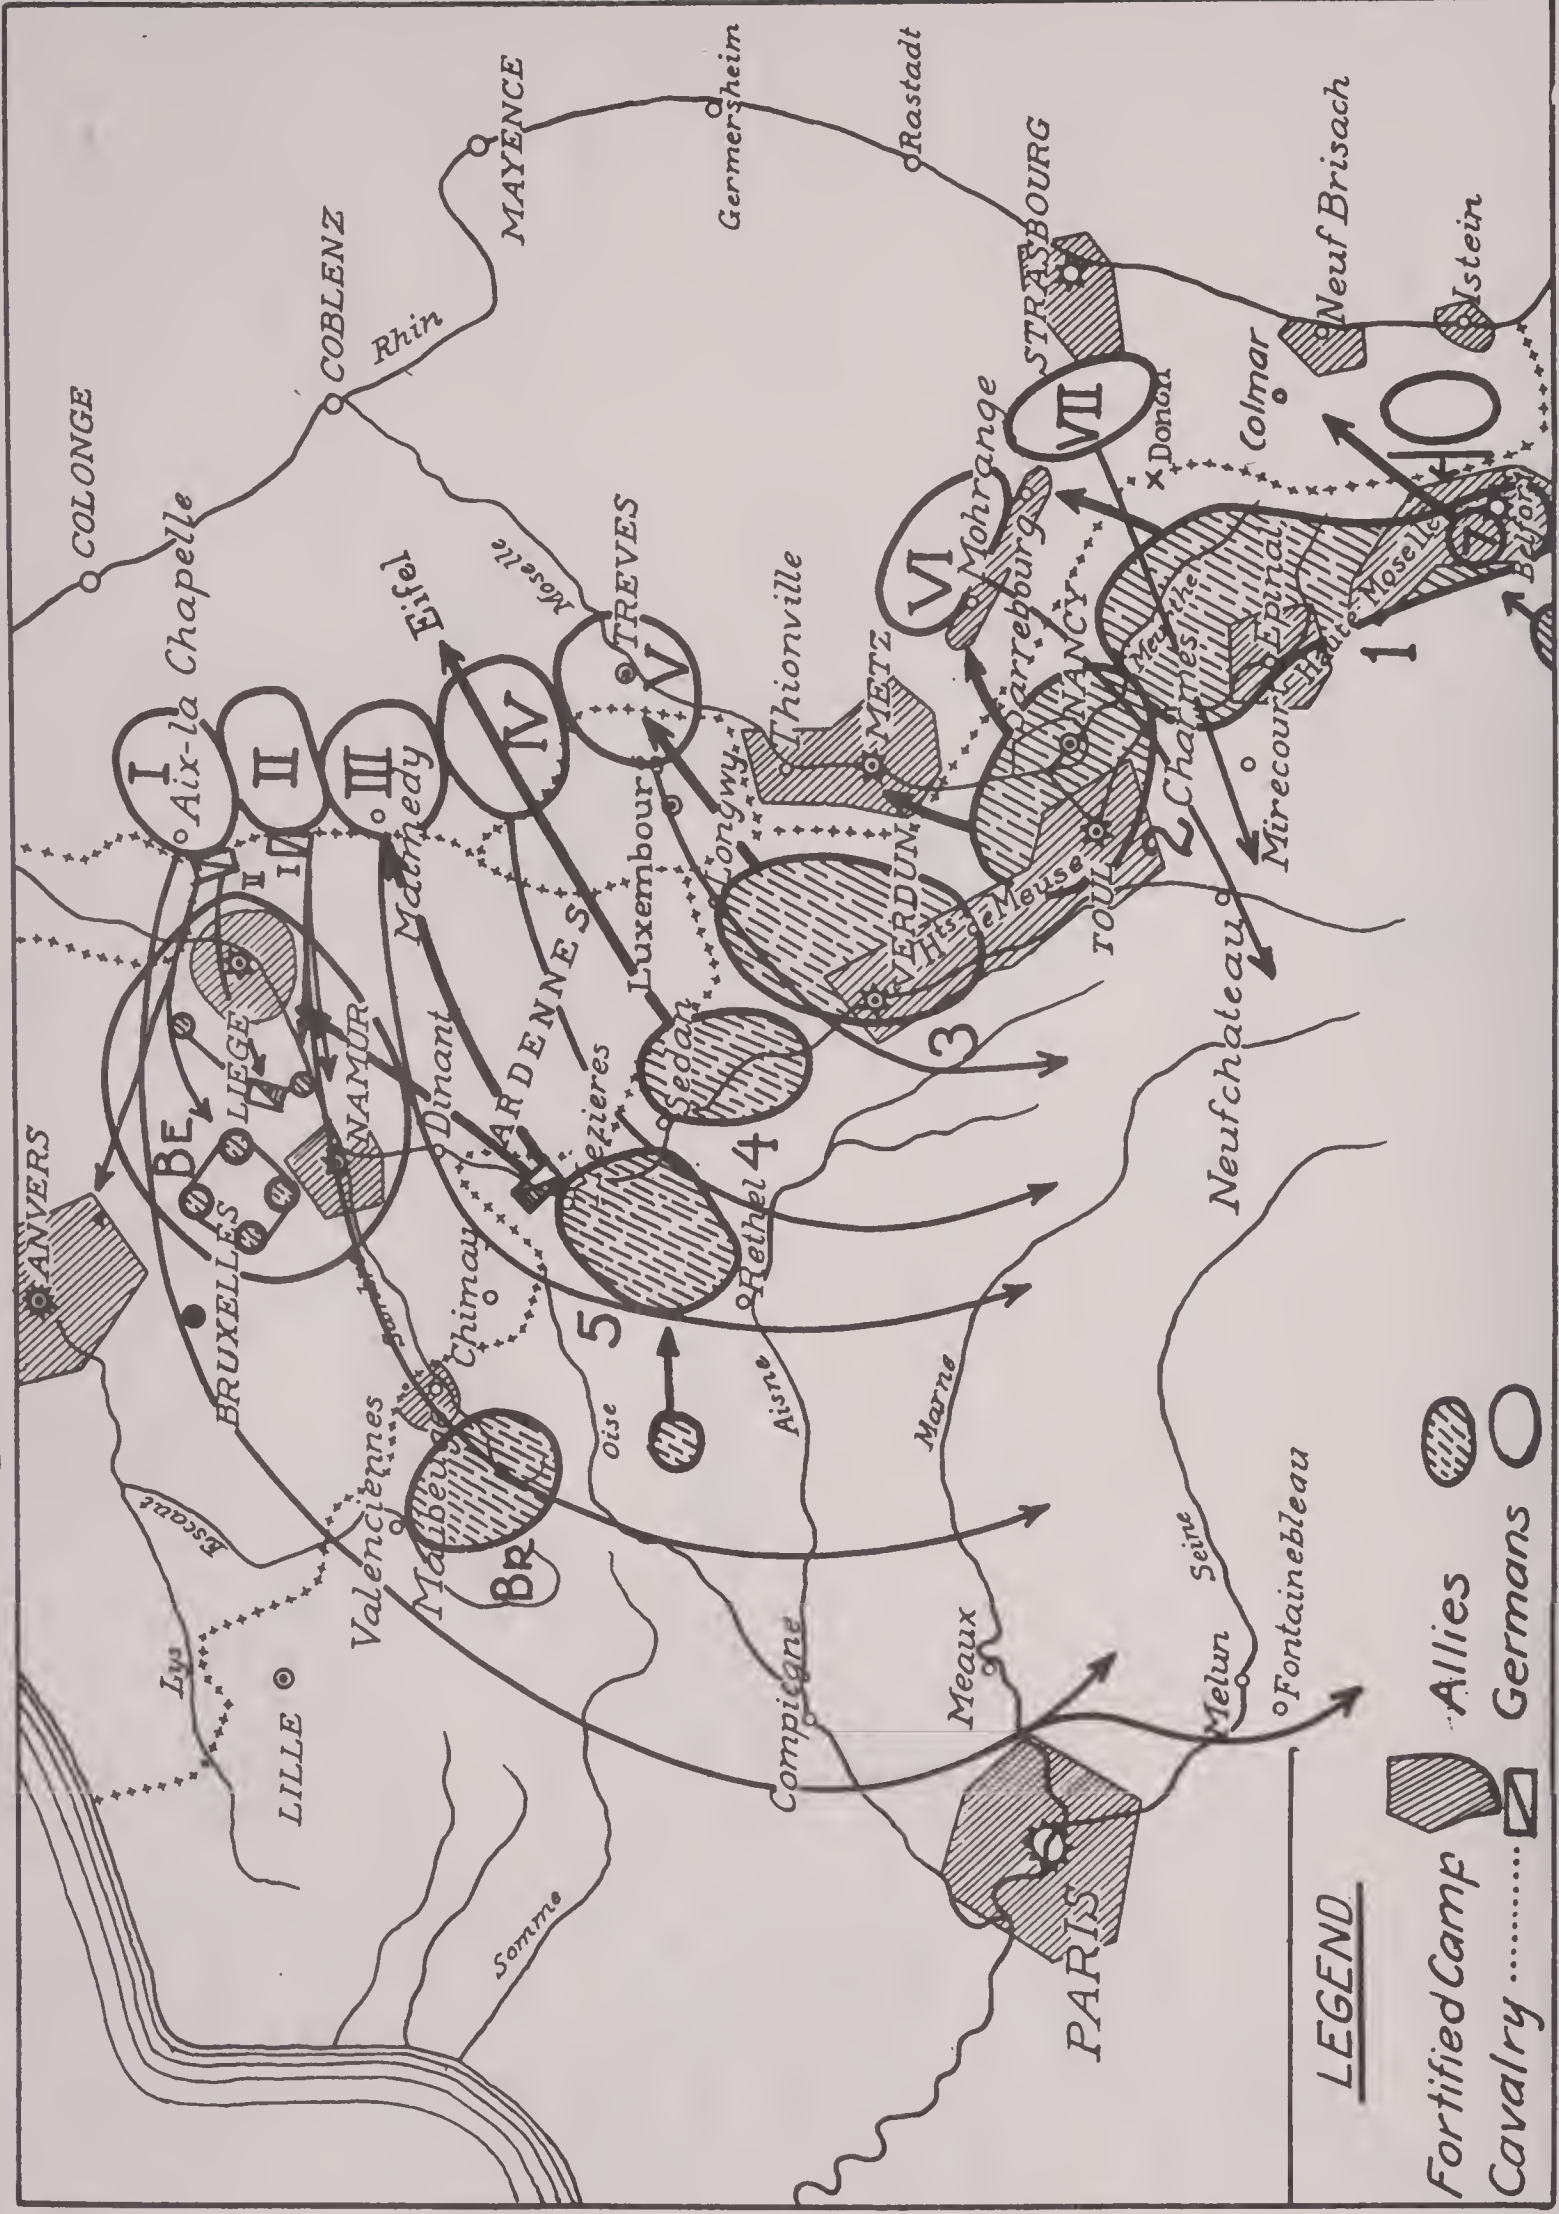 COLONGE
COBLENZ
MAYENCE
Rhin
Germersheim
Rastadt
STRASBOURG
Neuf Brisach
Istein
Colmar
Donon
Aix-la Chapelle
Eifel
Moselle
TREVES
Thionville
METZ
Mohrange
Sarrebourg
NANCY
Meurthe
Charmes
Epinal
Haute-Moselle
Belfort
Mirecourt
I
II
III
IV
V
VI
VII
II
I
Malmedy
Luxembourg
Longwy
VERDUN
Hts de Meuse
TOUL
Neufchateau
ARDENNES
Sedan
Mezieres
Rethel
Dinant
NAMUR
LIEGE
BE
ANVERS
BRUXELLES
Chimay
Valenciennes
Maubeuge
BR
1
2
3
4
5
7
Oise
Aisne
Marne
Seine
Escaut
Lys
LILLE
Somme
Compiegne
Meaux
Melun
Fontainebleau
PARIS
LEGEND
Fortified Camp
Allies
Cavalry ...........
Germans